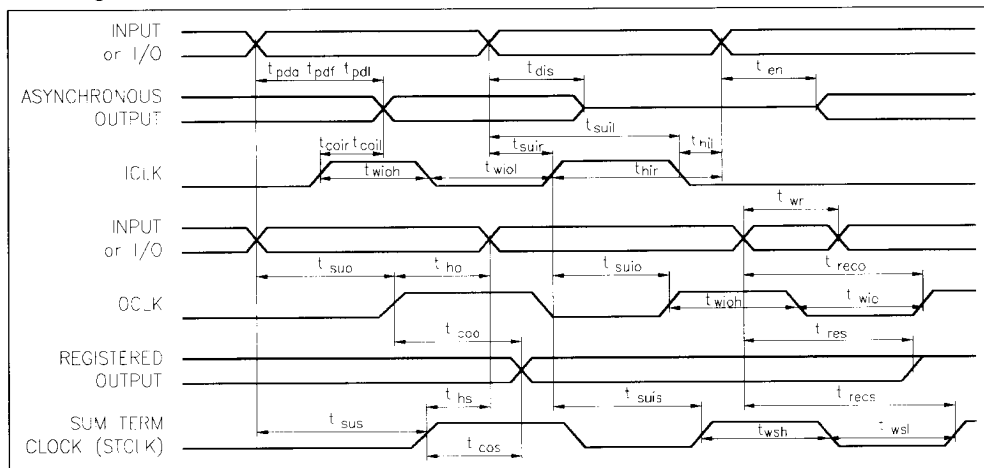 INPUT
or I/O
t pda t pdf t pdl
t dis
t en
ASYNCHRONOUS
OUTPUT
t suil
t coir t coil
t suir
t hil
ICLK
t wioh
t wiol
t hir
t wr
INPUT
or I/O
t suo
t ho
t suio
t reco
OCLK
t wioh
t coo
t res
REGISTERED
OUTPUT
t hs
t suis
t recs
SUM TERM
CLOCK (STCLK)
t sus
t cos
t wsh
t wsl